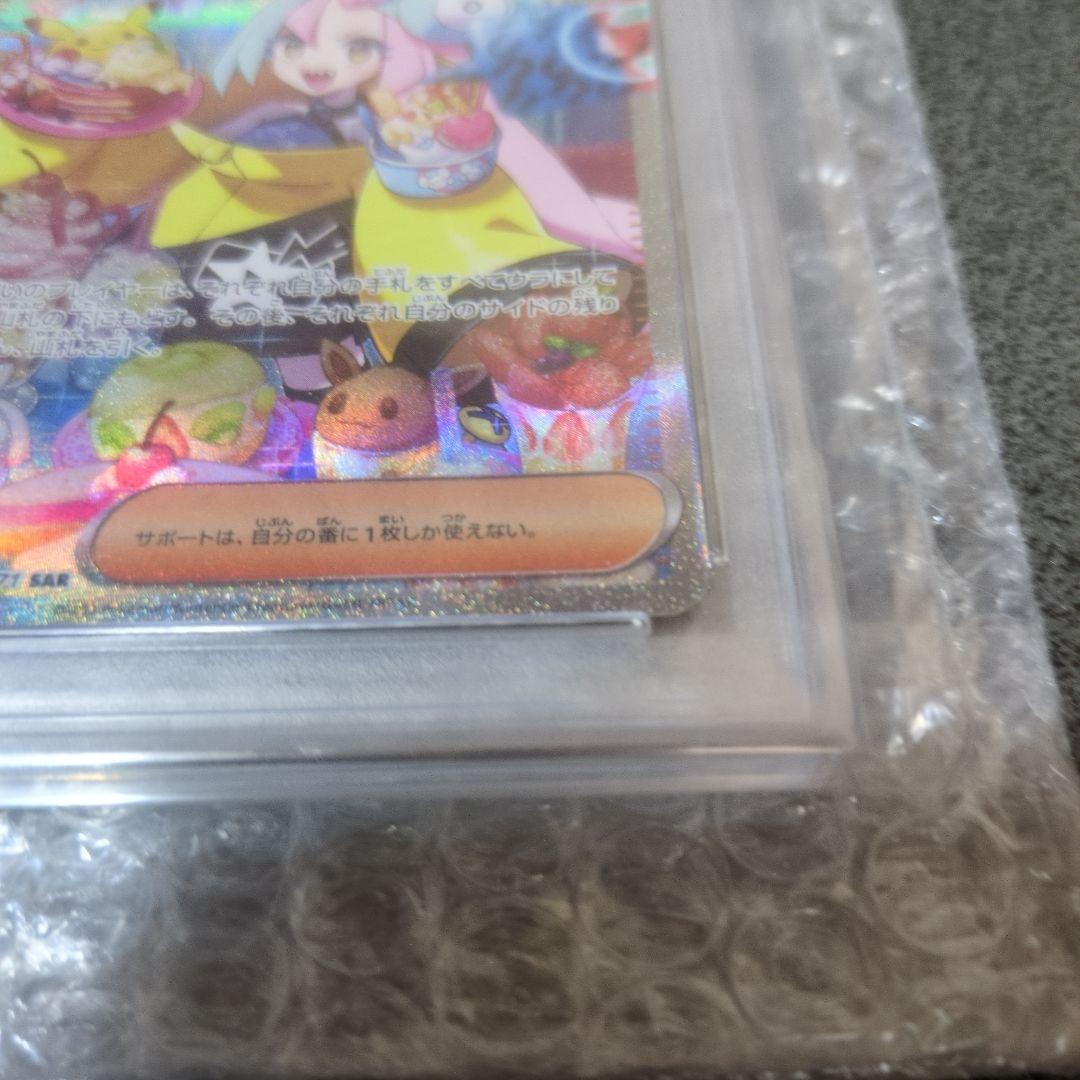 いのプレイヤーは、それぞれ自分の手札をすべてウラにして
山札の下にもどす。その後、それぞれ自分のサイドの残り
、山札を引く。
サポートは、自分の番に1枚しか使えない。
71 SAR